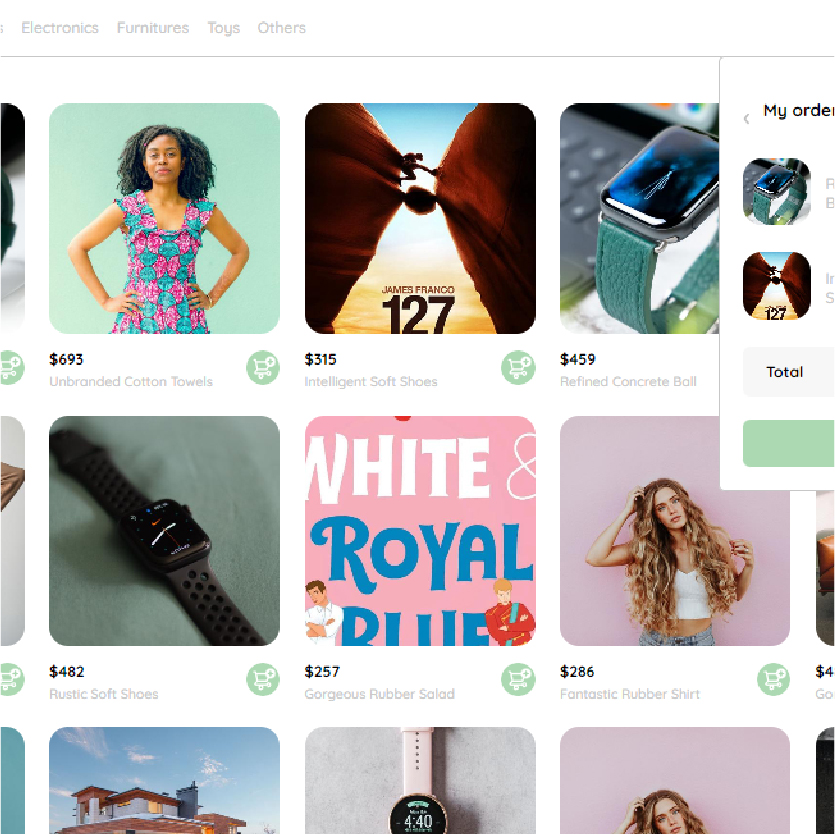 Electronics Furnitures Toys Others
My order
JAMES FRANCO
127
127
Total
$693
Unbranded Cotton Towels
$315
Intelligent Soft Shoes
$459
Refined Concrete Ball
WHITE &
ROYAL
BLUE
$482
Rustic Soft Shoes
$257
Gorgeous Rubber Salad
$286
Fantastic Rubber Shirt
$4
Go
4:40